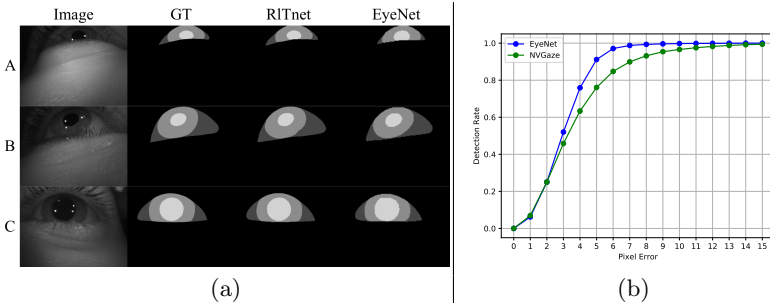 Image GT RITnet EyeNet
A
B
C
(a)
EyeNet
NVGaze
Detection Rate
1.0
0.8
0.6
0.4
0.2
0.0
0 1 2 3 4 5 6 7 8 9 10 11 12 13 14 15
Pixel Error
(b)